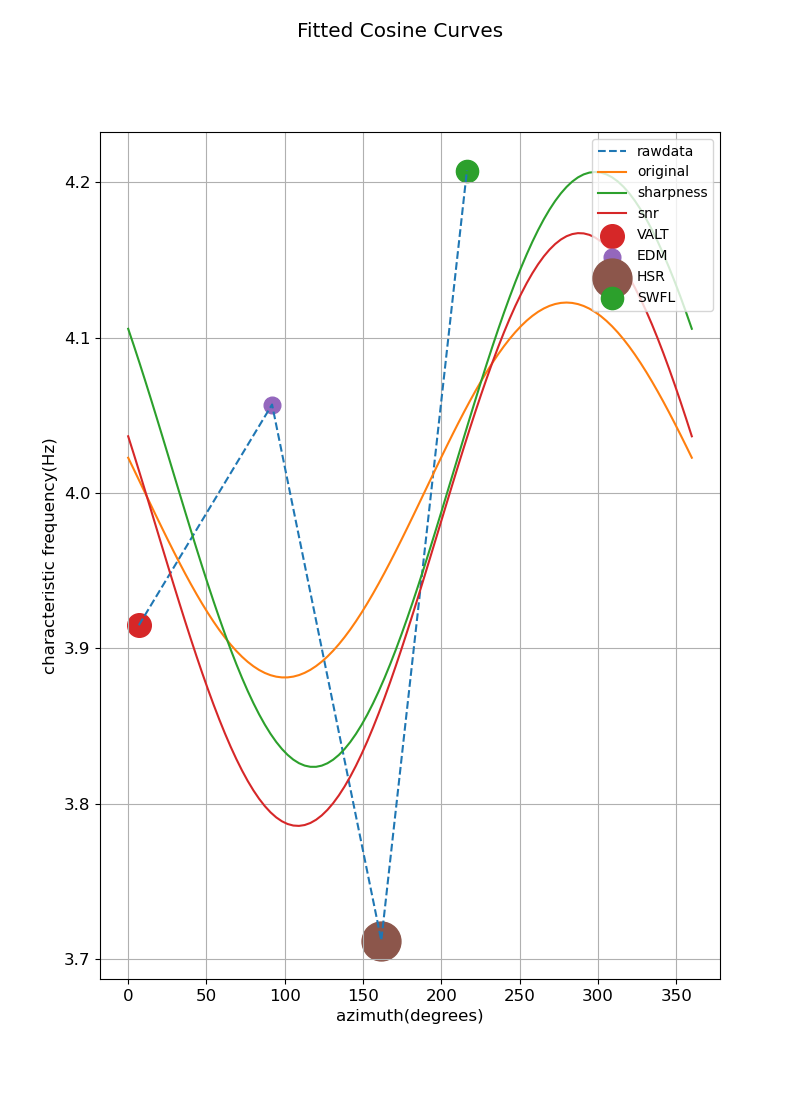 Fitted Cosine Curves
rawdata
original
sharpness
snr
VALT
EDM
HSR
SWFL
4.2
4.1
4.0
3.9
3.8
3.7
characteristic frequency(Hz)
0 50 100 150 200 250 300 350
azimuth(degrees)